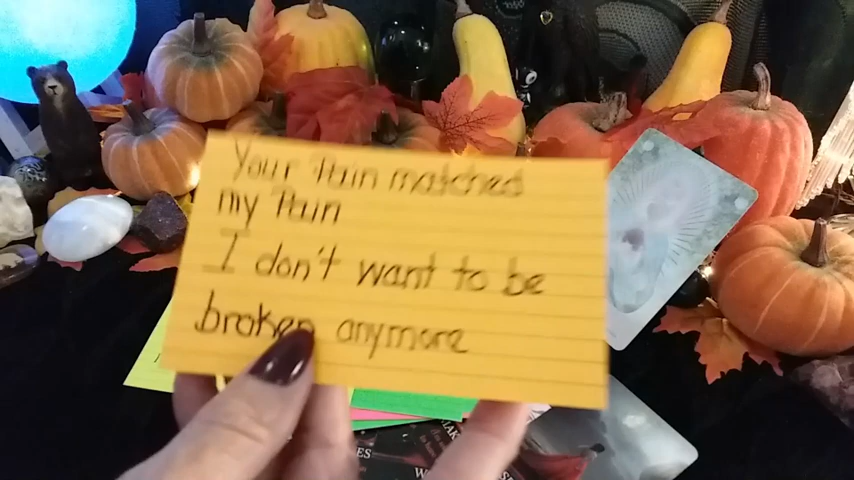 Your Pain matched
my Pain
I don't want to be
broken anymore